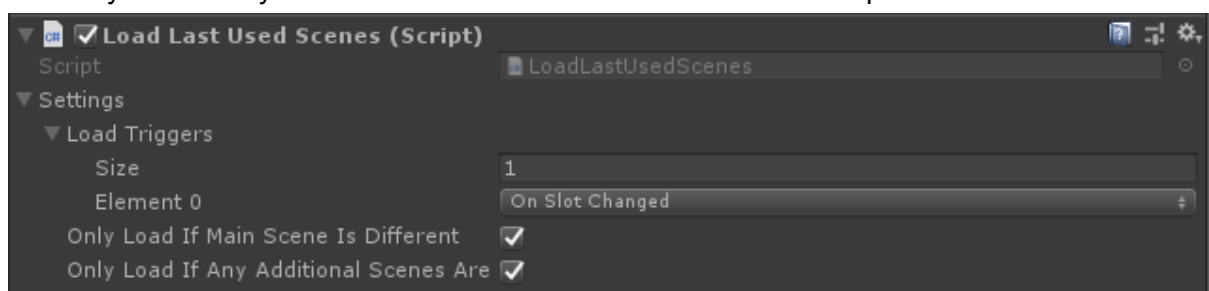 Load Last Used Scenes (Script)
Script LoadLastUsedScenes
Settings
Load Triggers
Size 1
Element 0 On Slot Changed
Only Load If Main Scene Is Different
Only Load If Any Additional Scenes Are